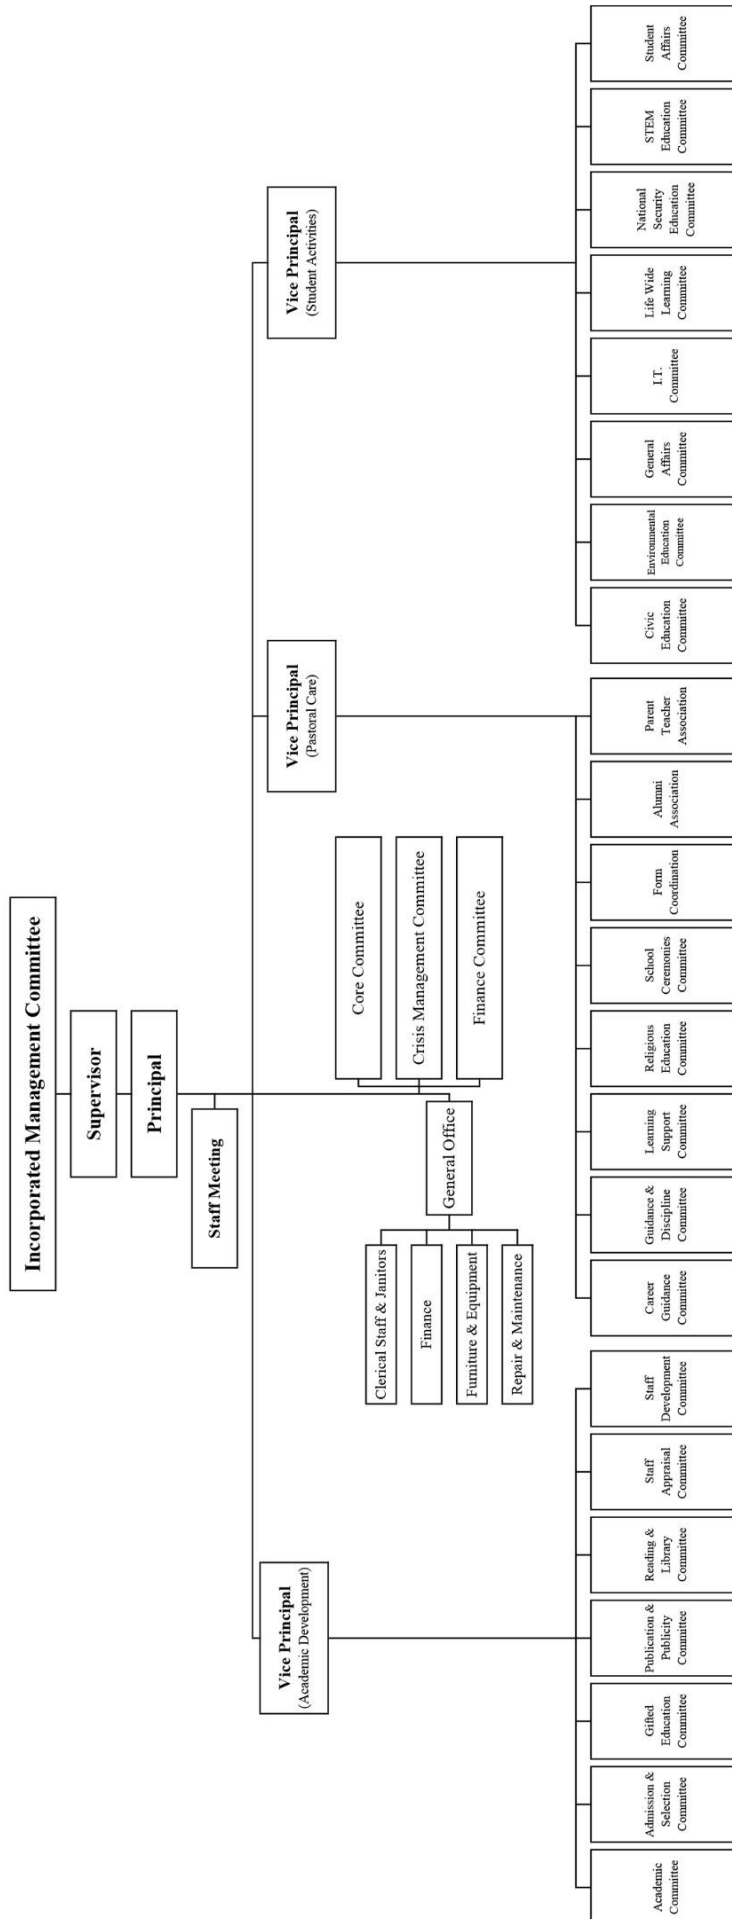 Incorporated Management Committee
Supervisor
Principal
Staff Meeting
Vice Principal
(Academic Development)
Vice Principal
(Pastoral Care)
Vice Principal
(Student Activities)
Core Committee
Crisis Management Committee
Finance Committee
General Office
Clerical Staff & Janitors
Finance
Furniture & Equipment
Repair & Maintenance
Academic
Committee
Admission &
Selection
Committee
Gifted
Education
Committee
Publication &
Publicity
Committee
Reading &
Library
Committee
Staff
Appraisal
Committee
Staff
Development
Committee
Career
Guidance
Committee
Guidance &
Discipline
Committee
Learning
Support
Committee
Religious
Education
Committee
School
Ceremonies
Committee
Form
Coordination
Alumni
Association
Parent
Teacher
Association
Civic
Education
Committee
Environmental
Education
Committee
General
Affairs
Committee
I.T.
Committee
Life Wide
Learning
Committee
National
Security
Education
Committee
STEM
Education
Committee
Student
Affairs
Committee